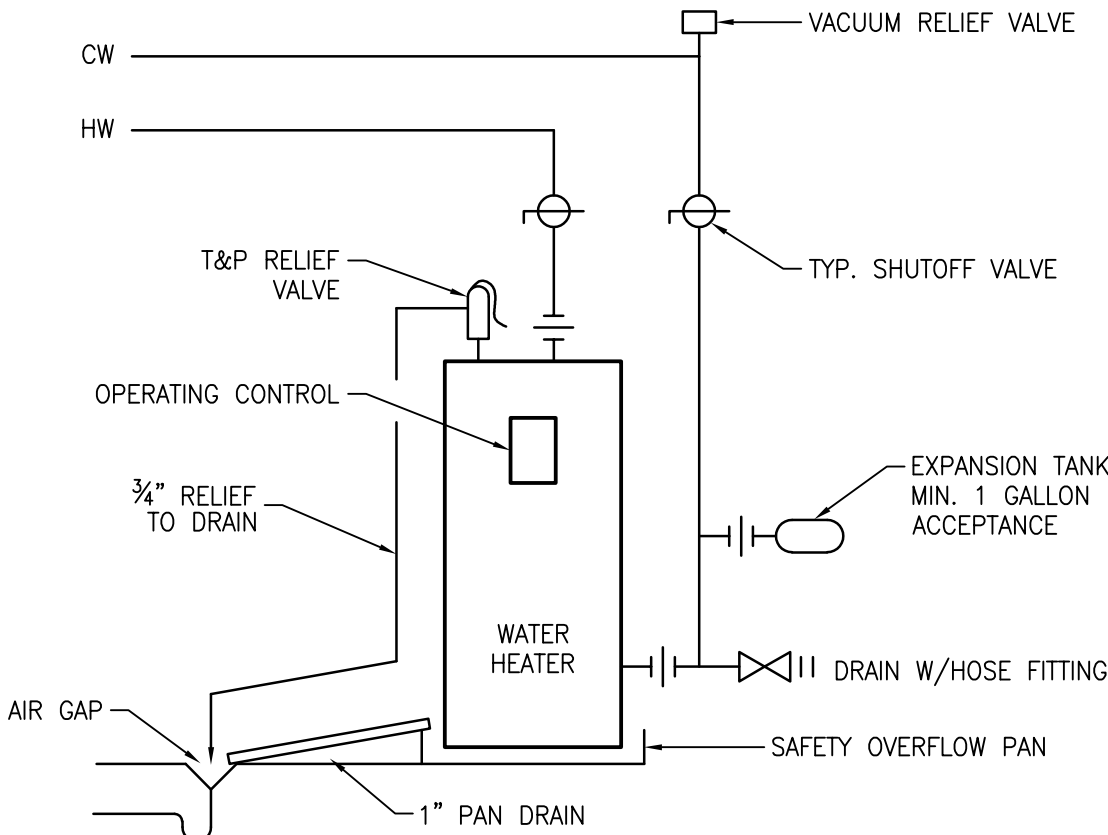 VACUUM RELIEF VALVE
CW
HW
T&P RELIEF
VALVE
TYP. SHUTOFF VALVE
OPERATING CONTROL
EXPANSION TANK
MIN. 1 GALLON
ACCEPTANCE
¾" RELIEF
TO DRAIN
WATER
HEATER
DRAIN W/HOSE FITTING
AIR GAP
SAFETY OVERFLOW PAN
1" PAN DRAIN